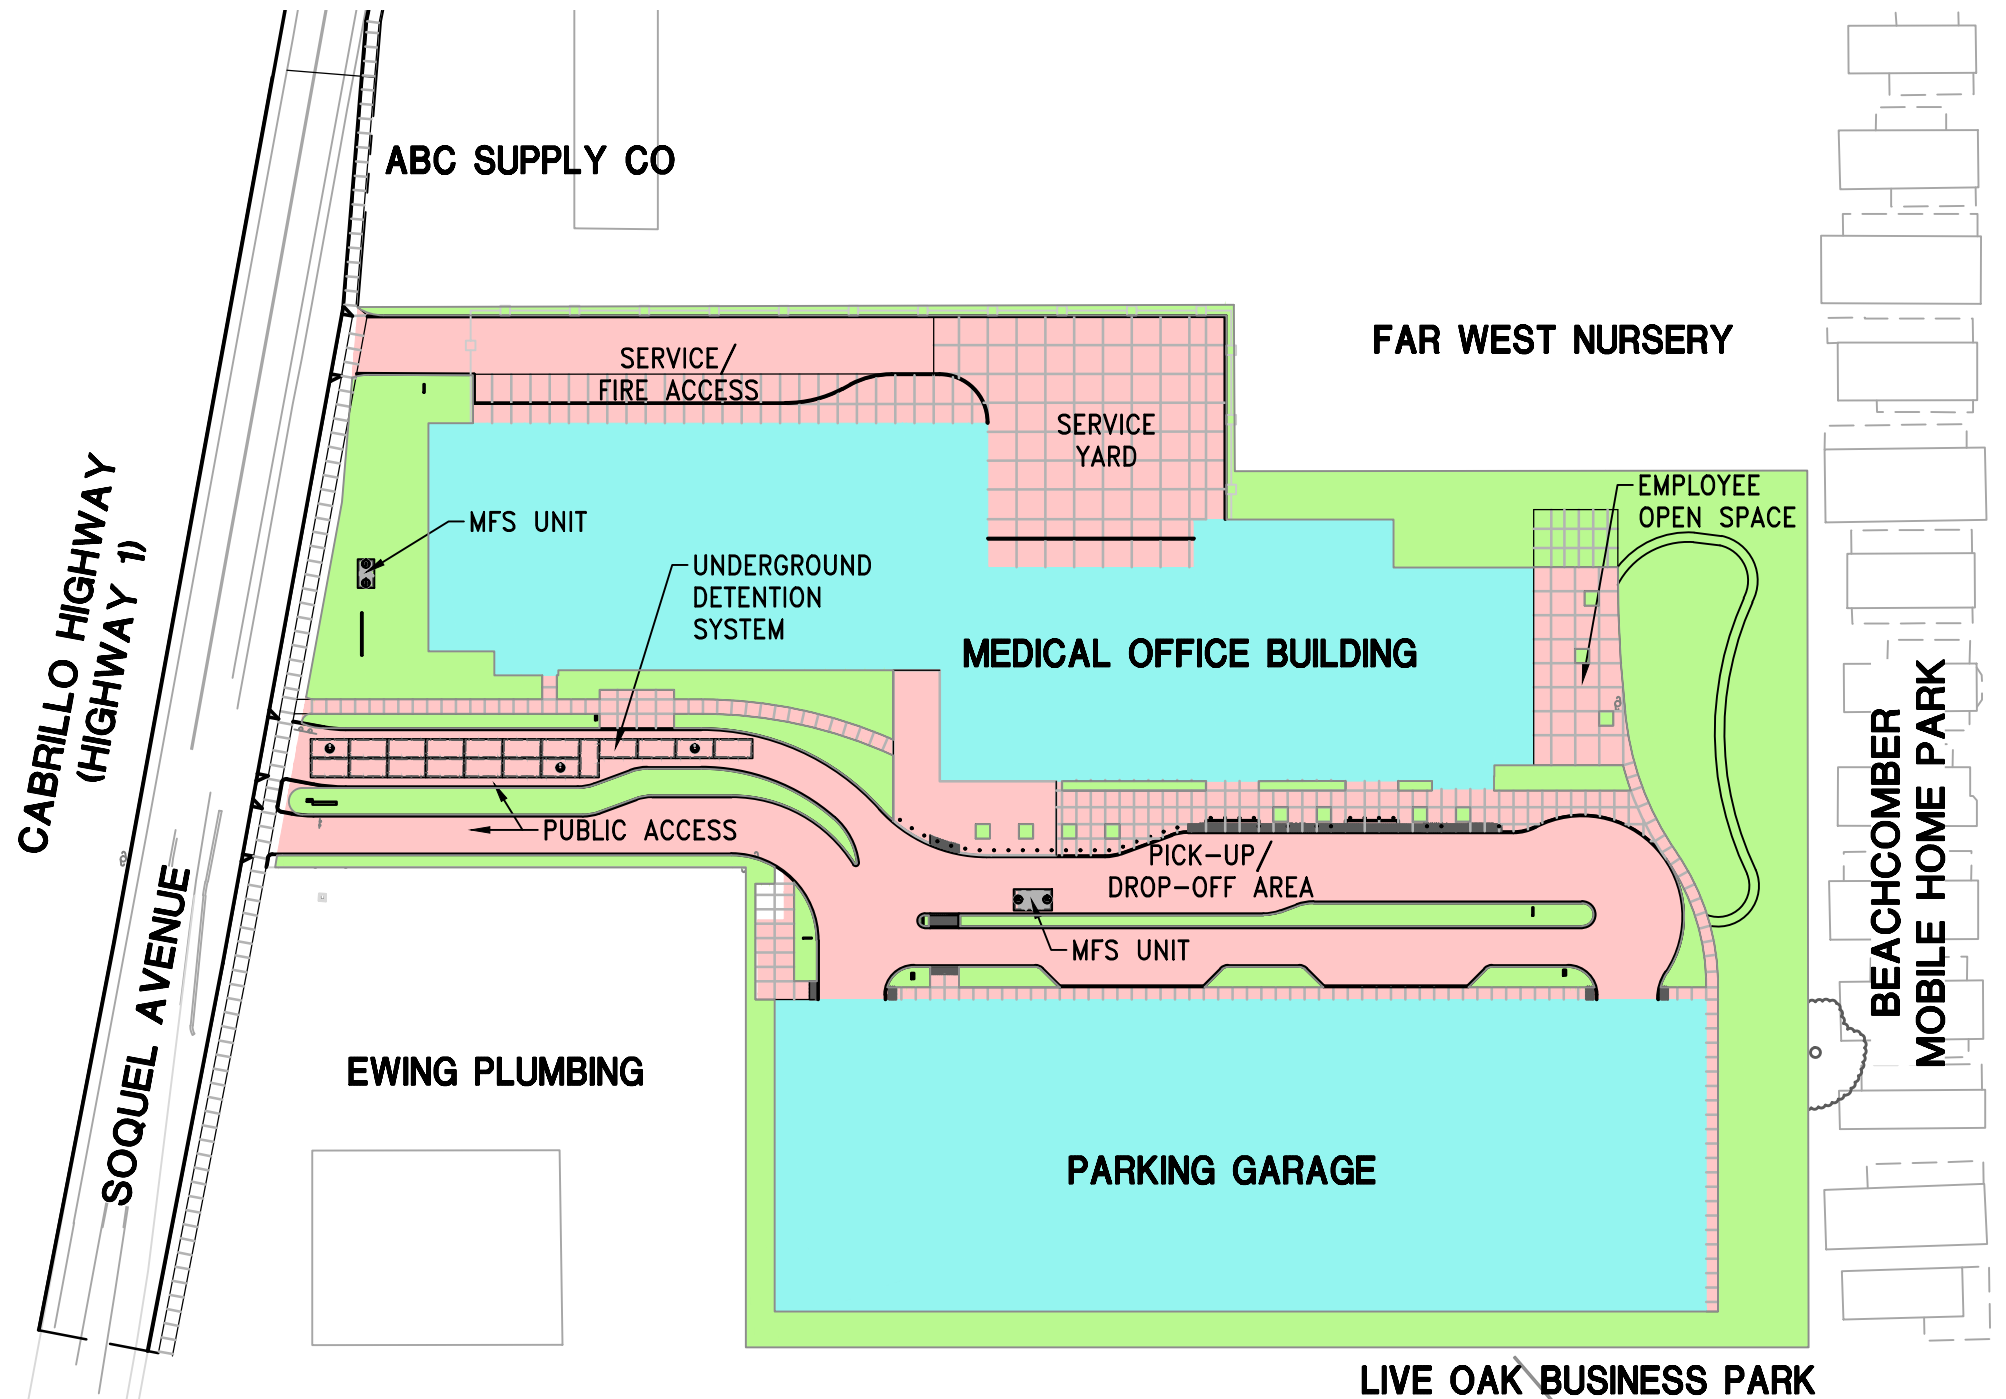 ABC SUPPLY CO
FAR WEST NURSERY
SERVICE/
FIRE ACCESS
SERVICE
YARD
EMPLOYEE
OPEN SPACE
MFS UNIT
UNDERGROUND
DETENTION
SYSTEM
CABRILLO HIGHWAY
(HIGHWAY 1)
MEDICAL OFFICE BUILDING
PUBLIC ACCESS
PICK-UP/
DROP-OFF AREA
MFS UNIT
BEACHCOMBER
MOBILE HOME PARK
SOQUEL AVENUE
EWING PLUMBING
PARKING GARAGE
LIVE OAK BUSINESS PARK